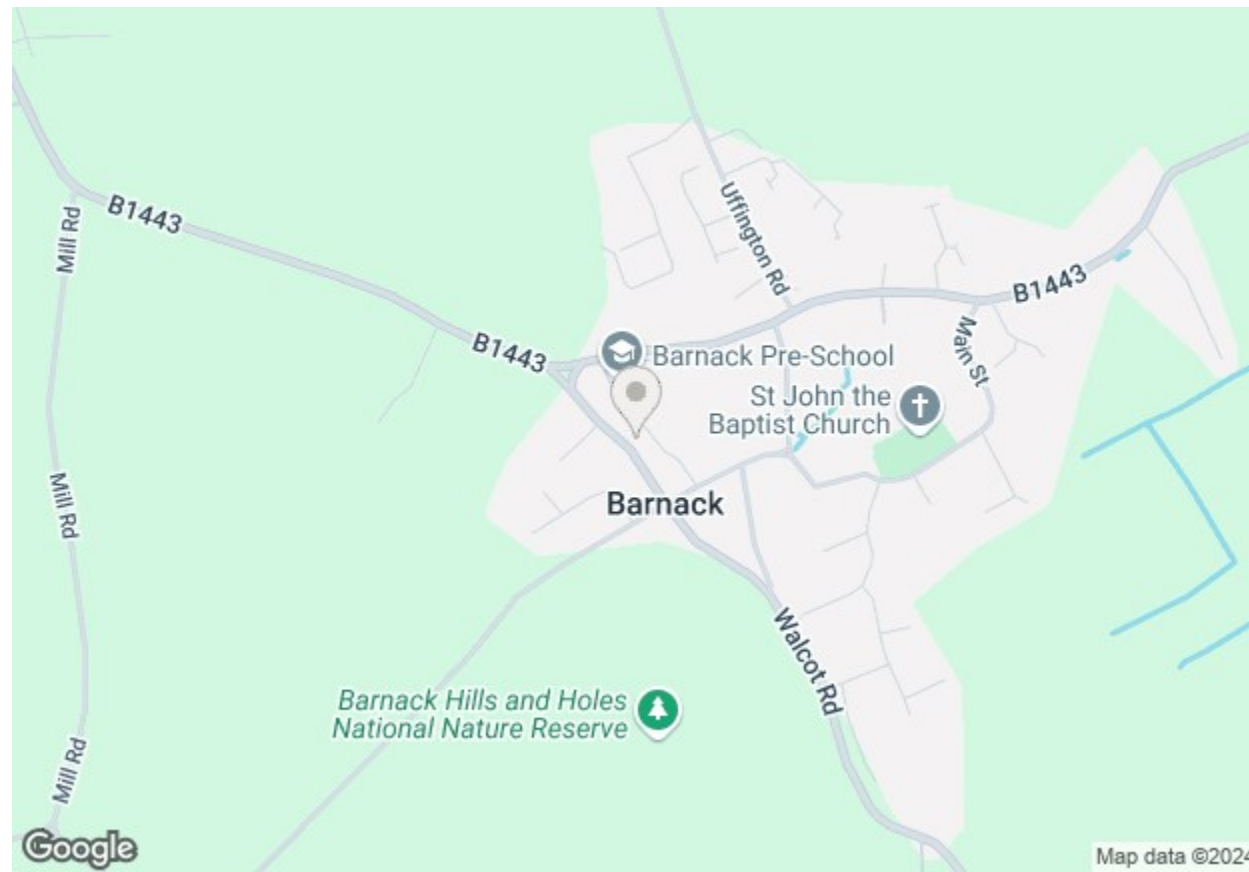 Mill Rd
B1443
Uffington Rd
B1443
B1443
Barnack Pre-School
Main St
St John the
Baptist Church
Mill Rd
Barnack
Walcot Rd
Barnack Hills and Holes
National Nature Reserve
Mill Rd
Google
Map data ©2024